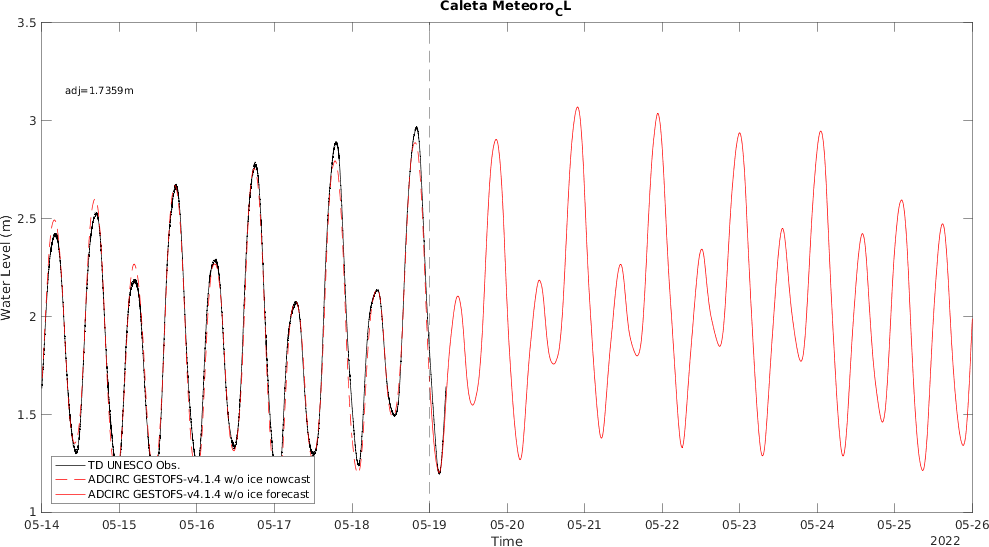 Caleta Meteoro_CL
3.5
adj=1.7359m
3
2.5
Water Level (m)
2
1.5
TD UNESCO Obs.
ADCIRC GESTOFS-v4.1.4 w/o ice nowcast
ADCIRC GESTOFS-v4.1.4 w/o ice forecast
1
05-14 05-15 05-16 05-17 05-18 05-19 05-20 05-21 05-22 05-23 05-24 05-25 05-26
Time
2022